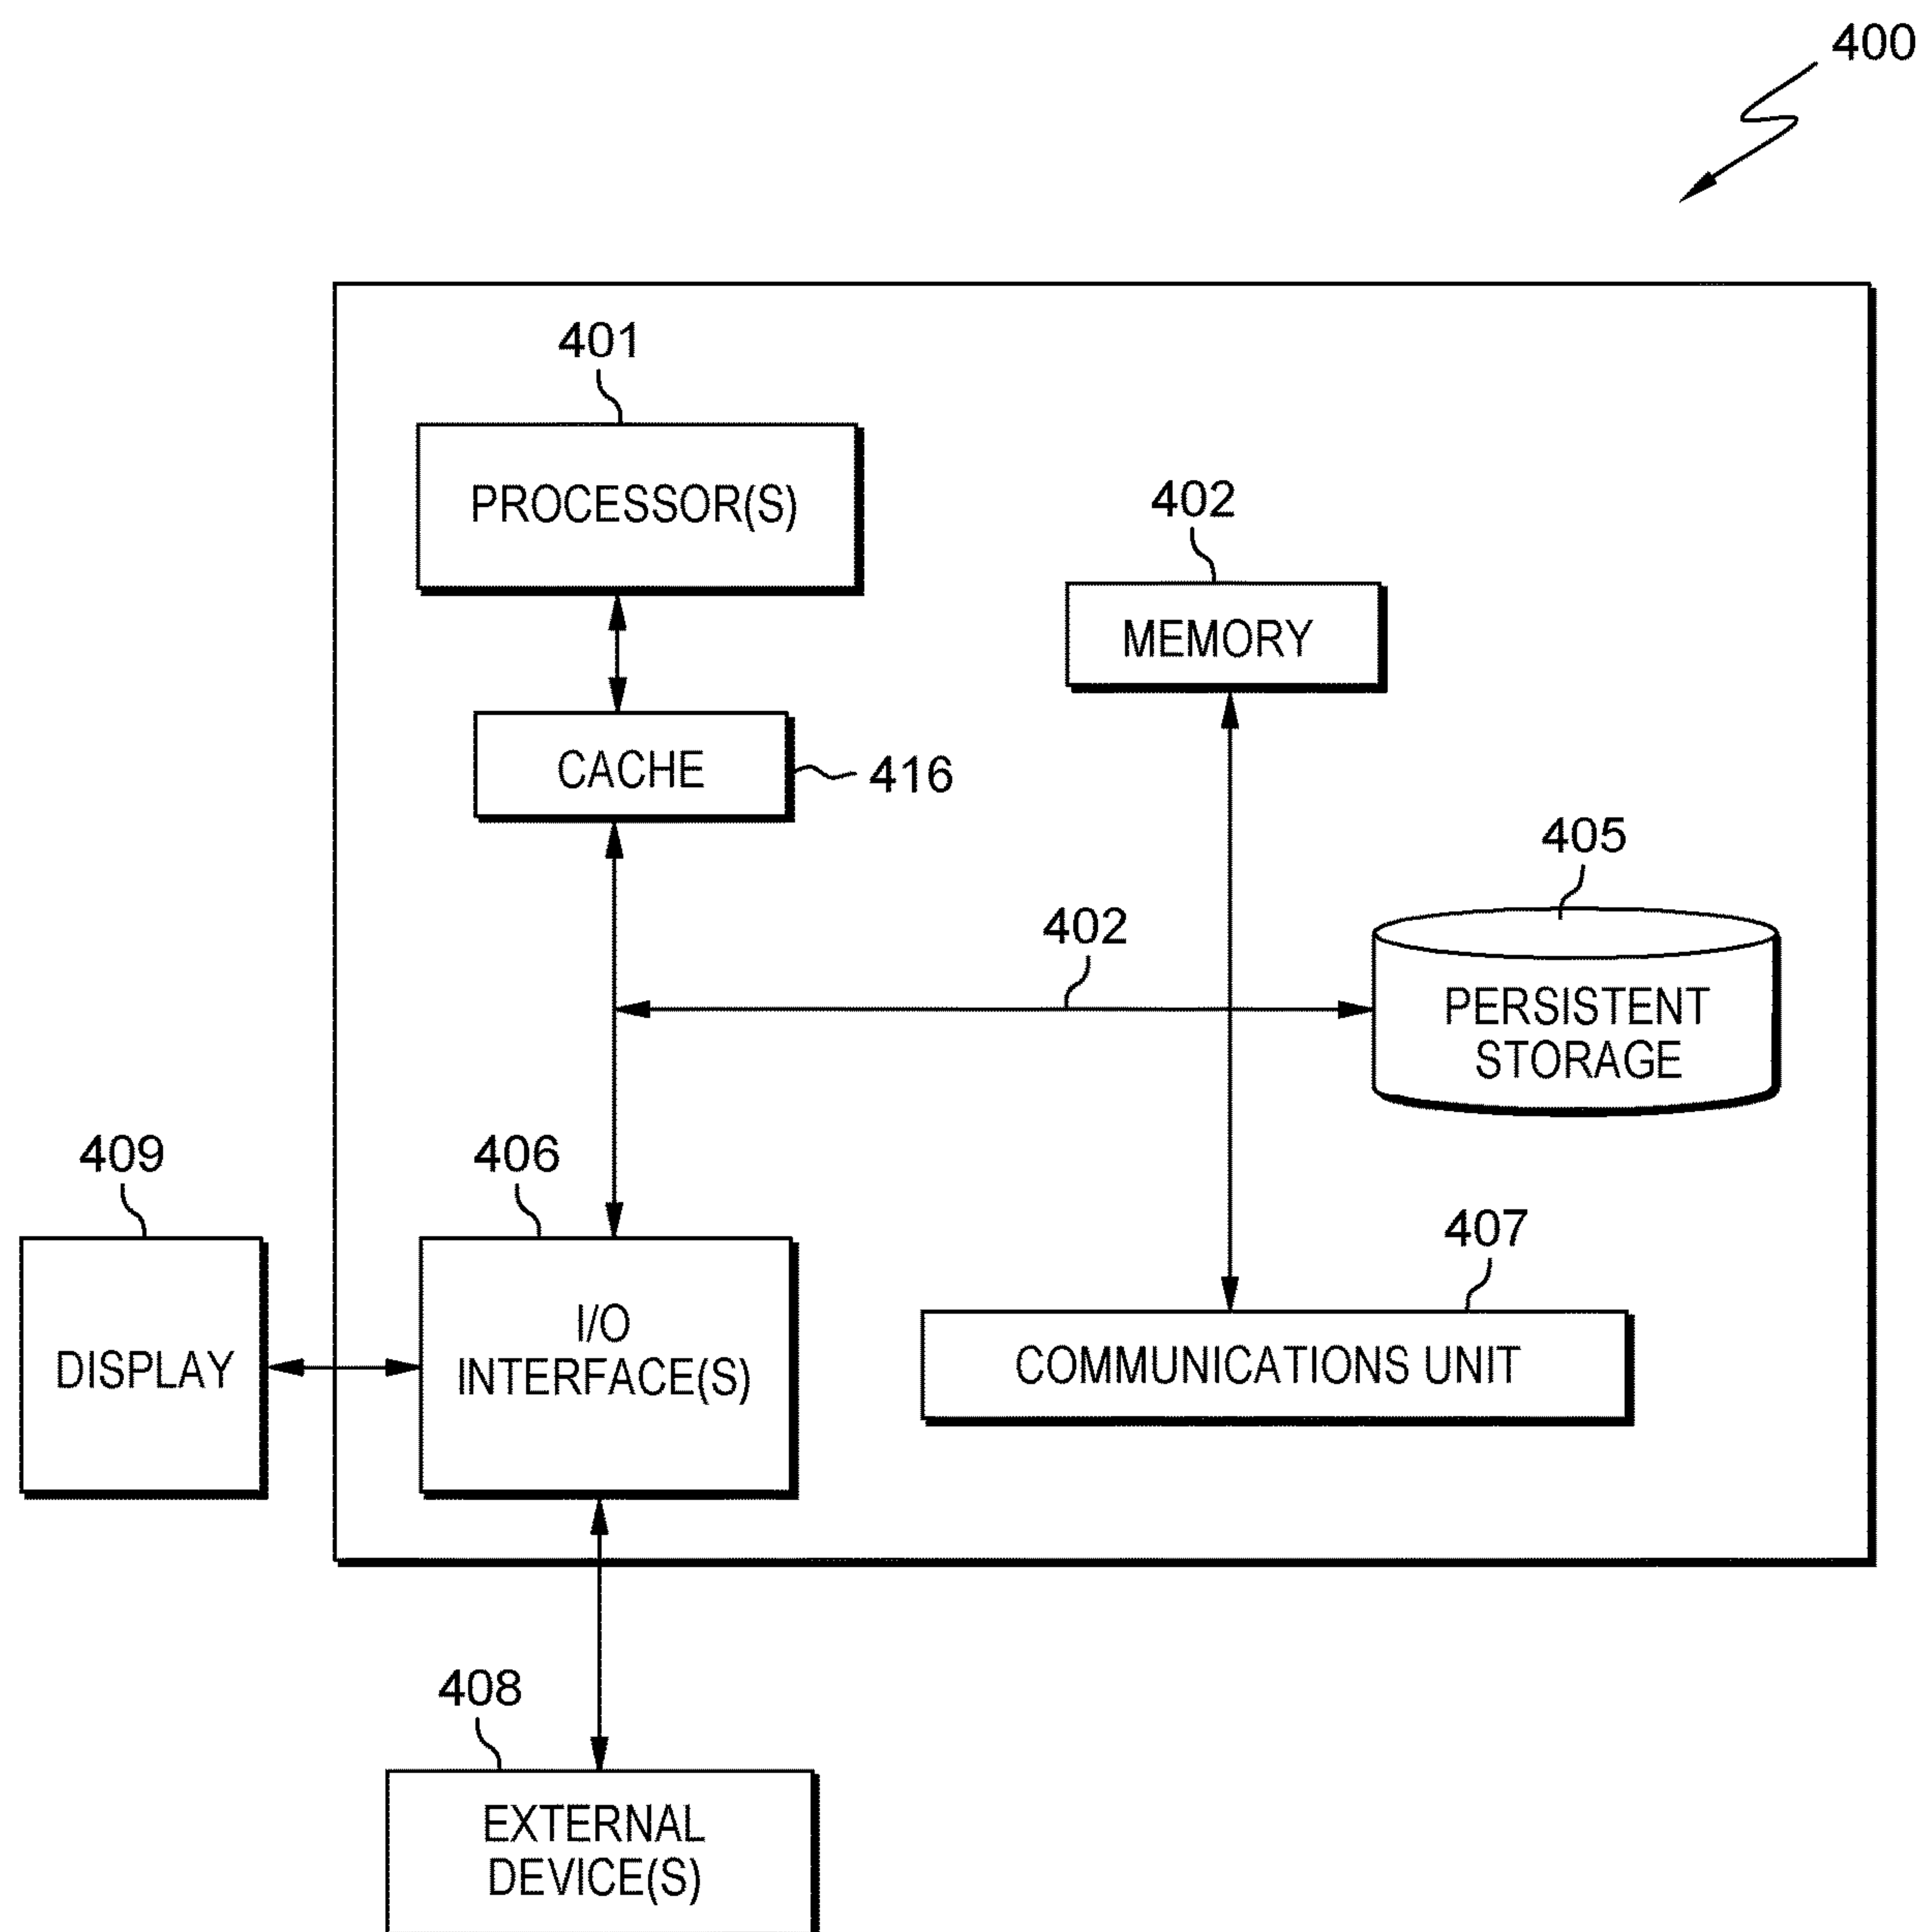 400
401
PROCESSOR(S)
402
MEMORY
CACHE
416
405
402
PERSISTENT
STORAGE
409
406
407
DISPLAY
I/O
INTERFACE(S)
COMMUNICATIONS UNIT
408
EXTERNAL
DEVICE(S)